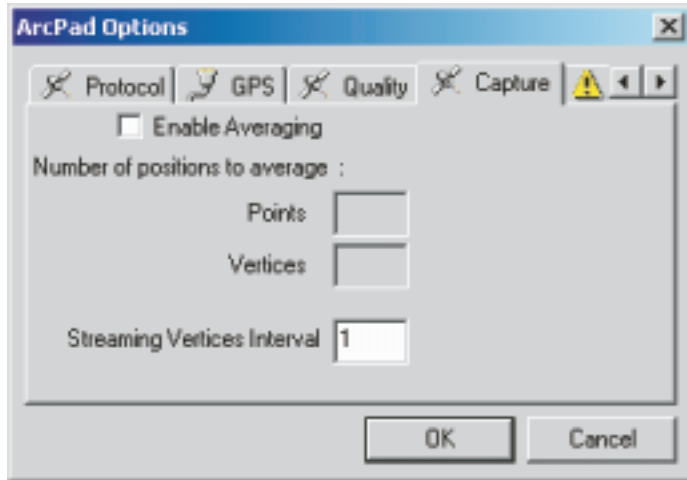 ArcPad Options
Protocol GPS Quality Capture
Enable Averaging
Number of positions to average :
Points
Vertices
Streaming Vertices Interval 1
OK Cancel